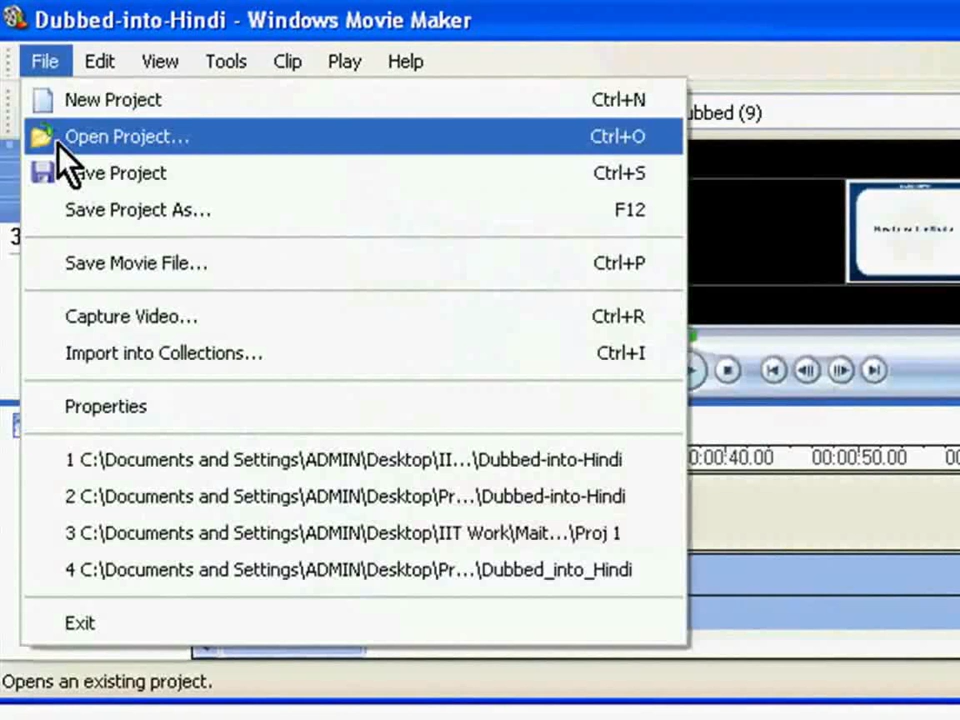 Dubbed-into-Hindi - Windows Movie Maker
File Edit View Tools Clip Play Help
New Project Ctrl+N
ubbed (9)
Open Project... Ctrl+O
ve Project Ctrl+S
Save Project As... F12
3
Save Movie File... Ctrl+P
Capture Video... Ctrl+R
Import into Collections... Ctrl+I
Properties
1 C:\Documents and Settings\ADMIN\Desktop\II...\Dubbed-into-Hindi
0:00:40.00 00:00:50.00 00
2 C:\Documents and Settings\ADMIN\Desktop\Pr...\Dubbed-into-Hindi
3 C:\Documents and Settings\ADMIN\Desktop\IIT Work\Mait...\Proj 1
4 C:\Documents and Settings\ADMIN\Desktop\Pr...\Dubbed_into_Hindi
Exit
Opens an existing project.